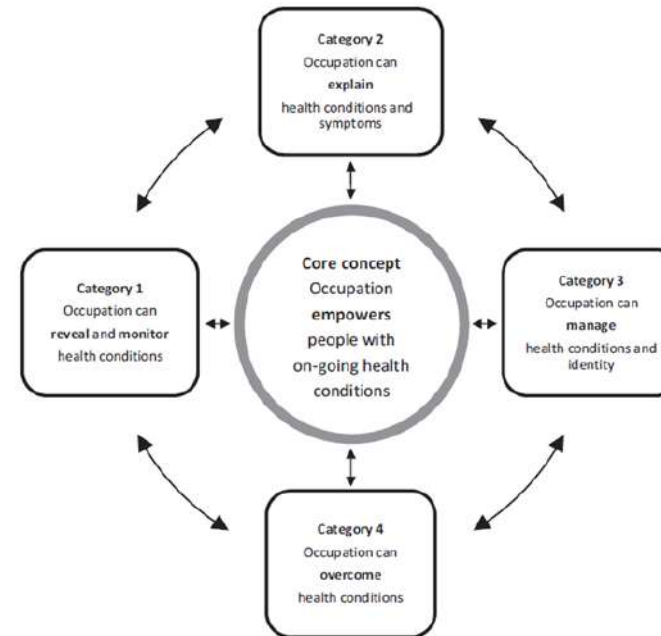 Category 2
Occupation can
explain
health conditions and
symptoms
Category 1
Occupation can
reveal and monitor
health conditions
Core concept
Occupation
empowers
people with
on-going health
conditions
Category 3
Occupation can
manage
health conditions and
identity
Category 4
Occupation can
overcome
health conditions